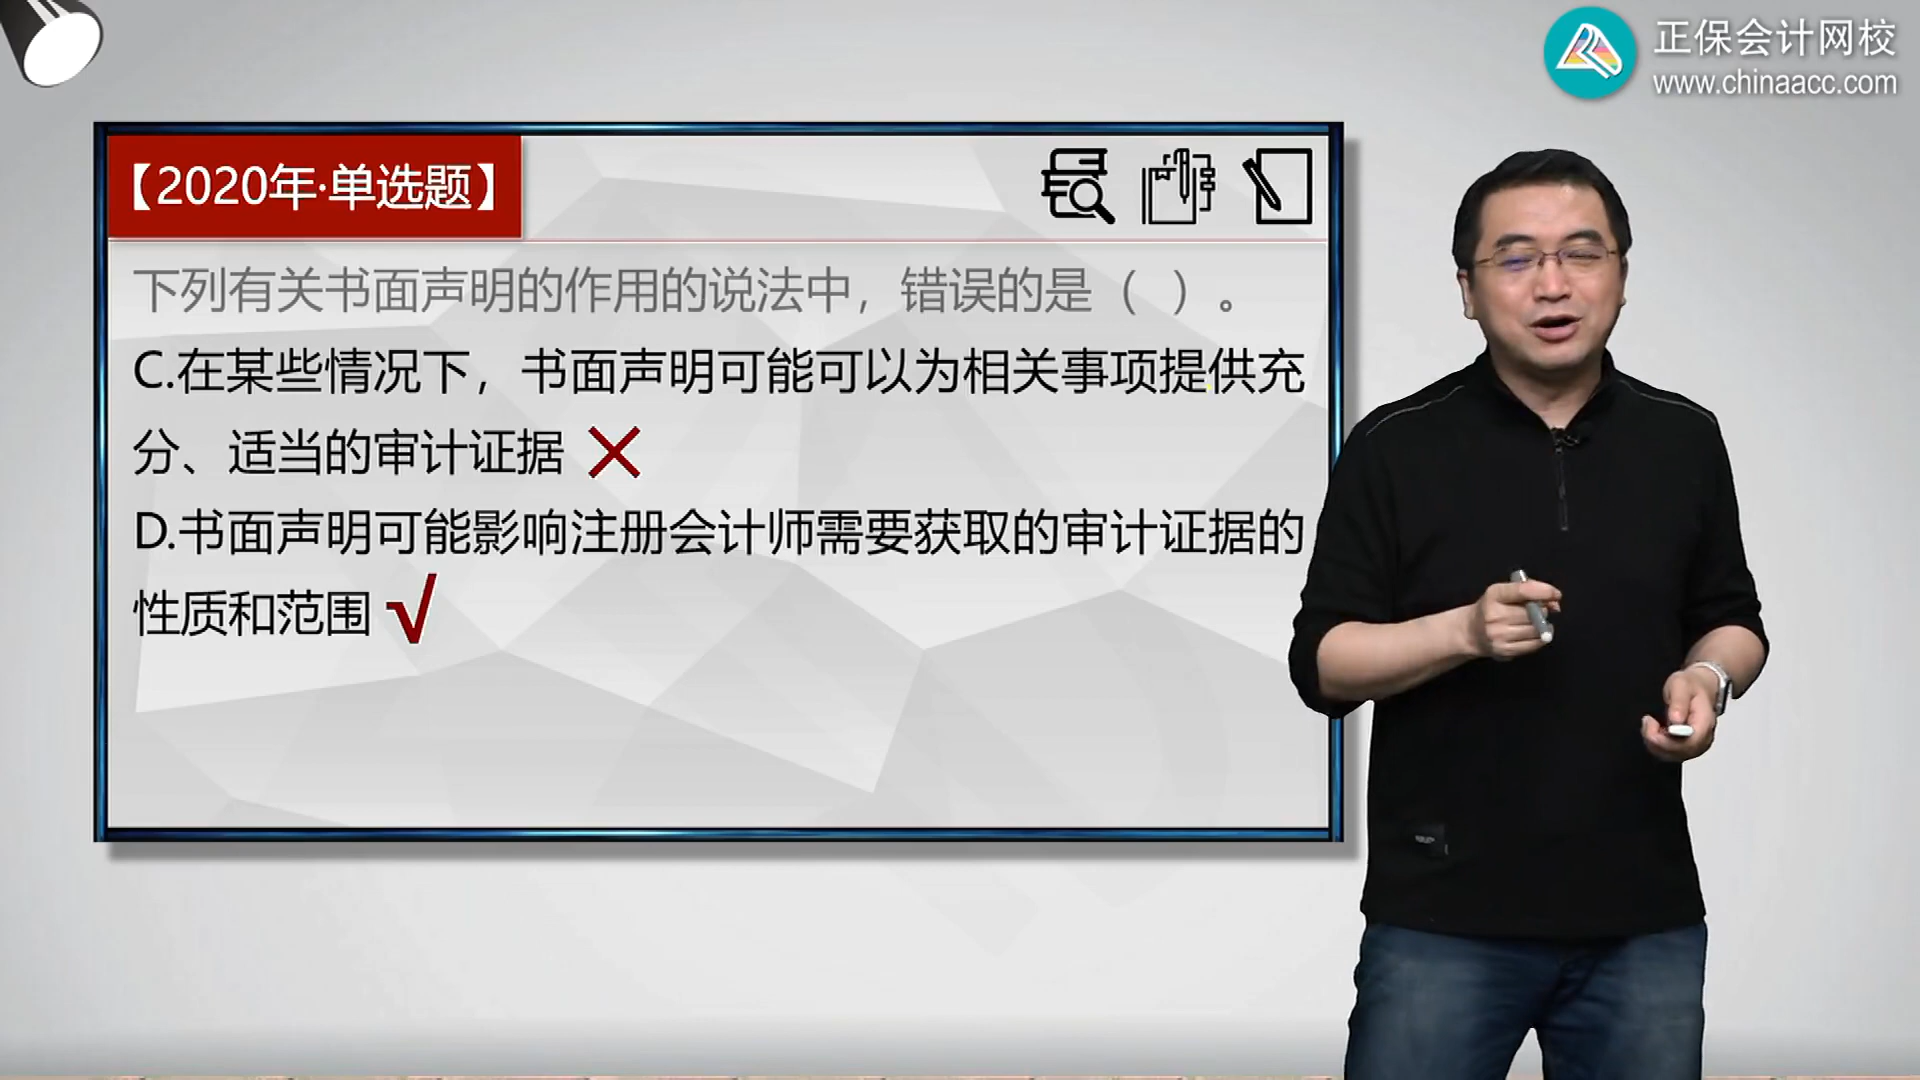 正保会计网校
www.chinaacc.com
【2020年·单选题】
下列有关书面声明的作用的说法中，错误的是（ ）。
C.在某些情况下，书面声明可能可以为相关事项提供充
分、适当的审计证据 ×
D.书面声明可能影响注册会计师需要获取的审计证据的
性质和范围 √